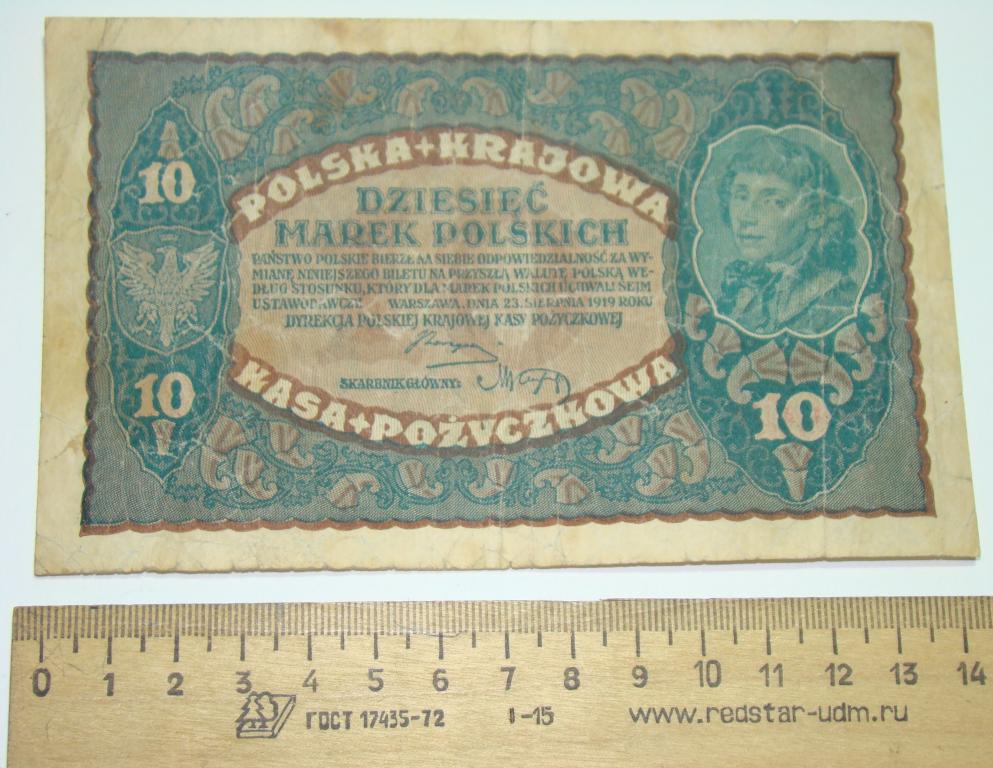 10
POLSKA+KRAJOWA
DZIESIĘĆ
MAREK POLSKICH
PAŃSTWO POLSKIE BIERZE NA SIEBIE ODPOWIEDZIALNOŚĆ ZA WY-
MIANĘ NINIEJSZEGO BILETU NA PRZYSZŁĄ WALUTĘ POLSKĄ WE-
DŁUG STOSUNKU, KTÓRY DLA MAREK POLSKICH UCHWALI SEJM
USTAWODAWCZY. WARSZAWA, DNIA 23. SIERPNIA 1919 ROKU
DYREKCJA POLSKIEJ KRAJOWEJ KASY POŻYCZKOWEJ
SKARBNIK GŁÓWNY:
10
KASA+POŻYCZKOWA
10
0 1 2 3 4 5 6 7 8 9 10 11 12 13 14
ГОСТ 17435-72 I-15 www.redstar-udm.ru